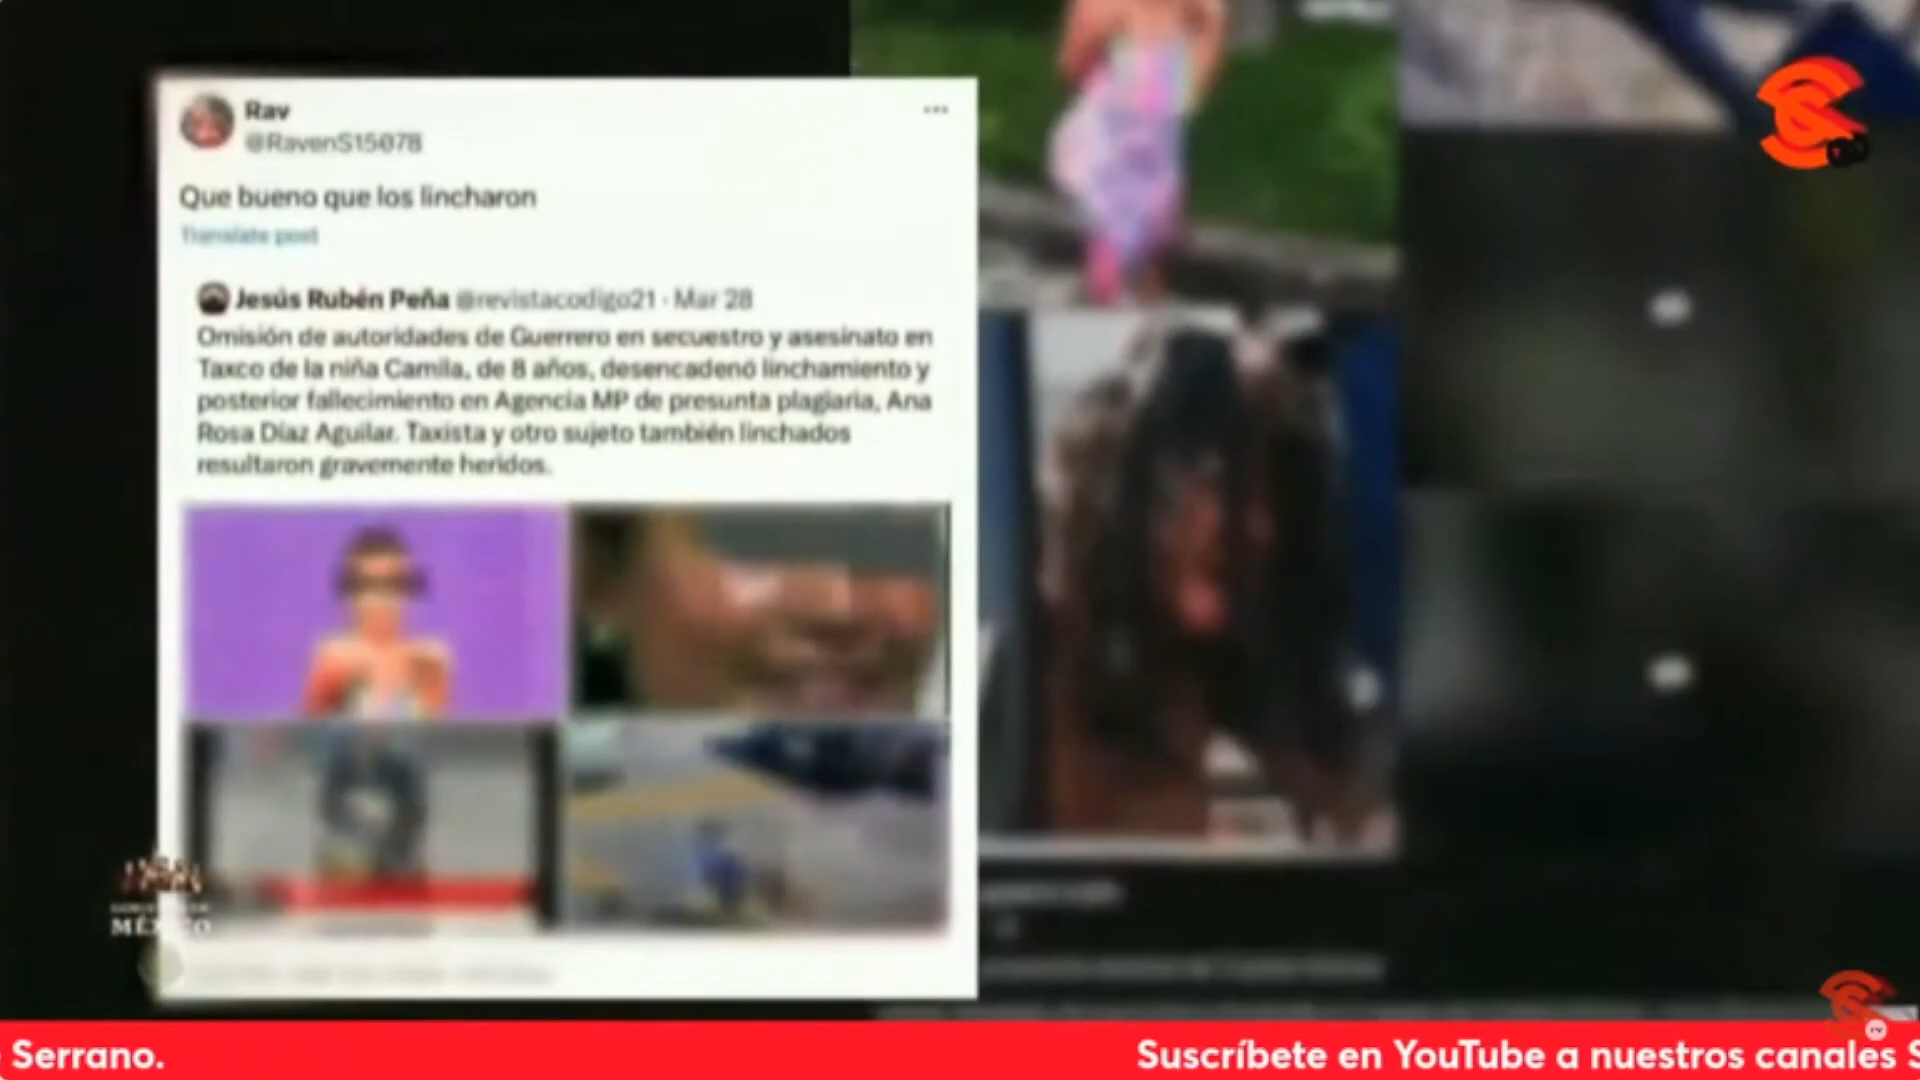 Rav
@RavenS15078
Que bueno que los lincharon
Translate post
Jesús Rubén Peña @revistacodigo21 · Mar 28
Omisión de autoridades de Guerrero en secuestro y asesinato en
Taxco de la niña Camila, de 8 años, desencadenó linchamiento y
posterior fallecimiento en Agencia MP de presunta plagiaria, Ana
Rosa Díaz Aguilar. Taxista y otro sujeto también linchados
resultaron gravemente heridos.
MÉXICO
Serrano.
Suscríbete en YouTube a nuestros canales S